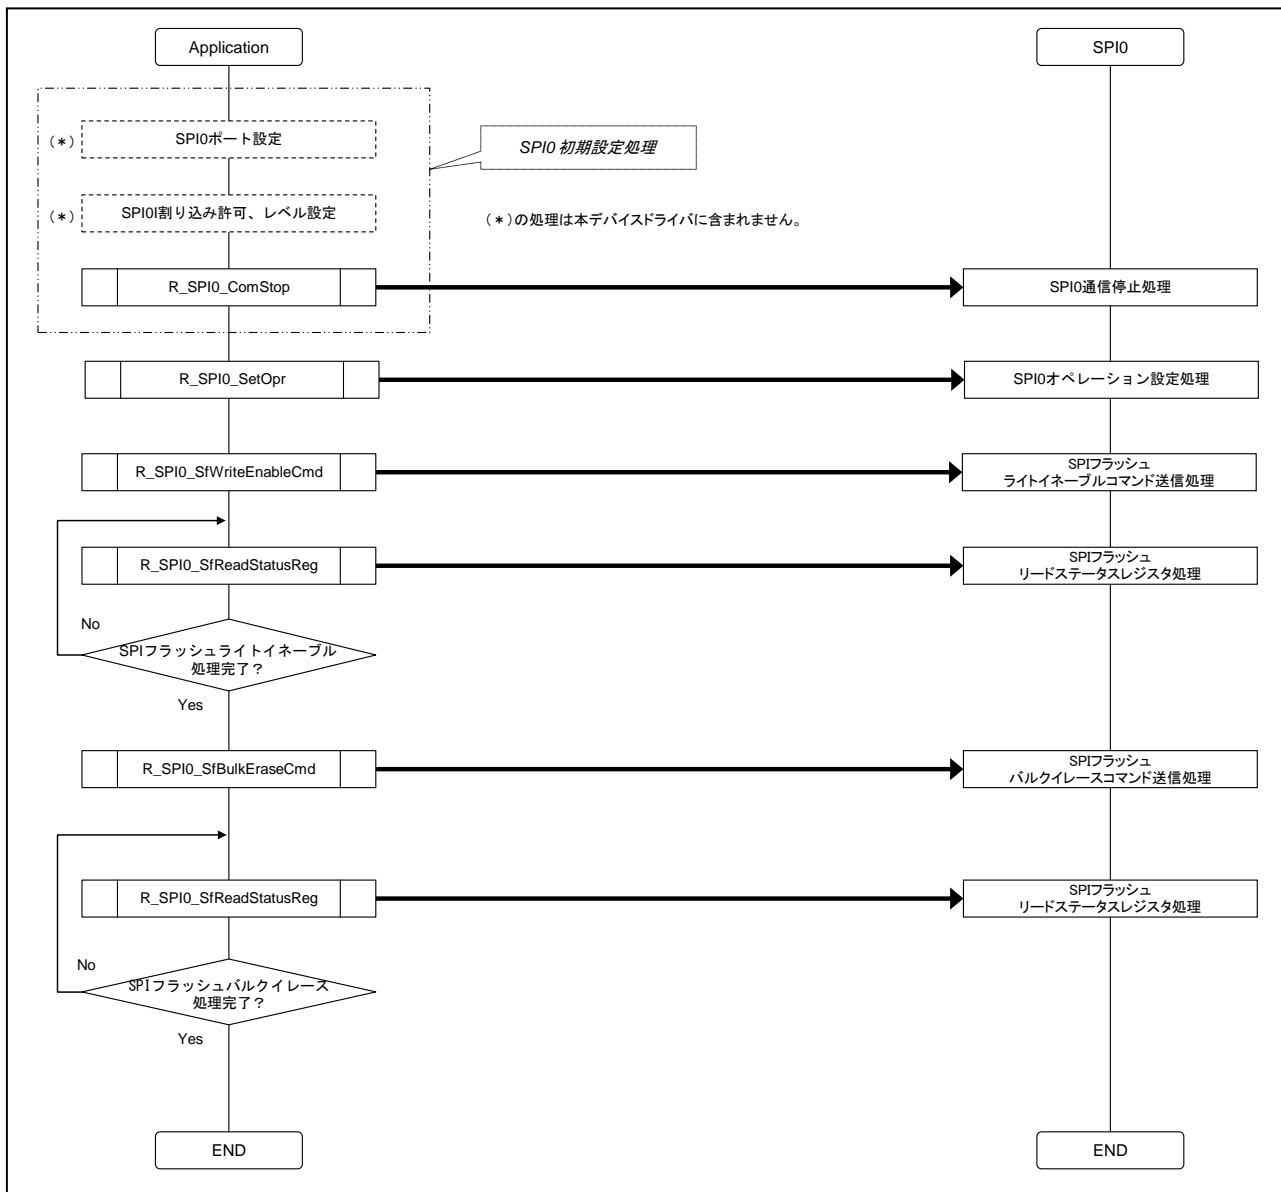 Application
SPI0
(*)
SPI0ポート設定
SPI0 初期設定処理
(*)
SPI0I割り込み許可、レベル設定
(*)の処理は本デバイスドライバに含まれません。
R_SPI0_ComStop
SPI0通信停止処理
R_SPI0_SetOpr
SPI0オペレーション設定処理
R_SPI0_SfWriteEnableCmd
SPIフラッシュ
ライトイネーブルコマンド送信処理
R_SPI0_SfReadStatusReg
SPIフラッシュ
リードステータスレジスタ処理
No
SPIフラッシュライトイネーブル
処理完了？
Yes
R_SPI0_SfBulkEraseCmd
SPIフラッシュ
バルクイレースコマンド送信処理
R_SPI0_SfReadStatusReg
SPIフラッシュ
リードステータスレジスタ処理
No
SPIフラッシュバルクイレース
処理完了？
Yes
END
END